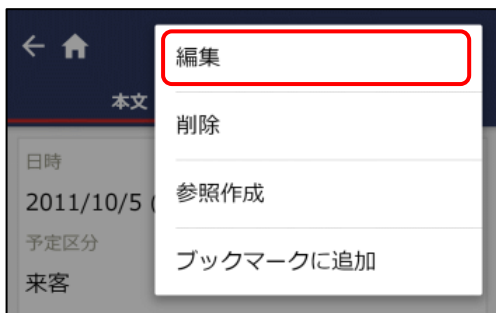 編集
本文
削除
日時
2011/10/5 (
参照作成
予定区分
ブックマークに追加
来客